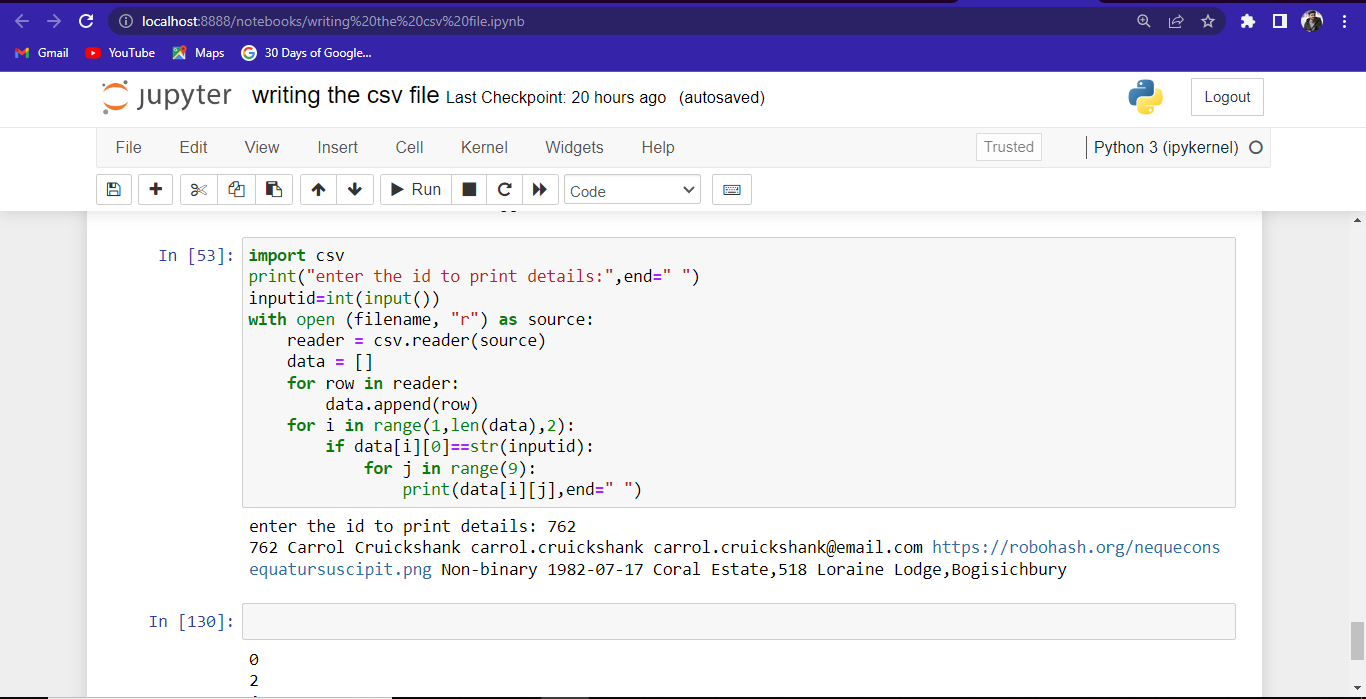 localhost:8888/notebooks/writing%20the%20csv%20file.ipynb
Gmail YouTube Maps 30 Days of Google...
jupyter writing the csv file Last Checkpoint: 20 hours ago (autosaved) Logout
File Edit View Insert Cell Kernel Widgets Help Trusted Python 3 (ipykernel)
Run Code
In [53]: import csv
print("enter the id to print details:",end=" ")
inputid=int(input())
with open (filename, "r") as source:
    reader = csv.reader(source)
    data = []
    for row in reader:
        data.append(row)
    for i in range(1,len(data),2):
        if data[i][0]==str(inputid):
            for j in range(9):
                print(data[i][j],end=" ")
enter the id to print details: 762
762 Carrol Cruickshank carrol.cruickshank carrol.cruickshank@email.com https://robohash.org/nequecons
equatursuscipit.png Non-binary 1982-07-17 Coral Estate,518 Loraine Lodge,Bogisichbury
In [130]:
0
2